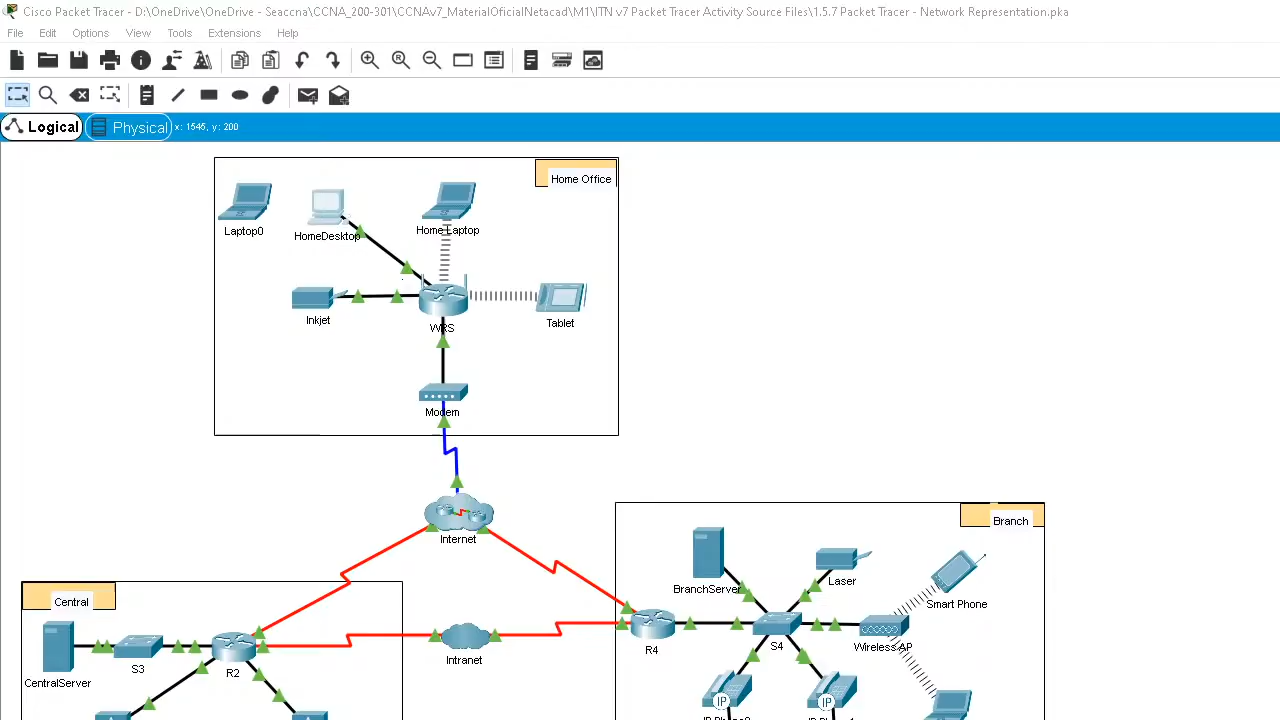 Cisco Packet Tracer - D:\OneDrive\OneDrive - Seaccna\CCNA_200-301\CCNAv7_MaterialOficialNetacad\M1\ITN v7 Packet Tracer Activity Source Files\1.5.7 Packet Tracer - Network Representation.pka
File Edit Options View Tools Extensions Help
Logical Physical x: 1545, y: 200
Home Office
Laptop0
HomeDesktop
Home Laptop
Inkjet
WRS
Tablet
Modem
Internet
Branch
BranchServer
Laser
Smart Phone
Central
CentralServer
S3
R2
Intranet
R4
S4
Wireless AP
IP
IP